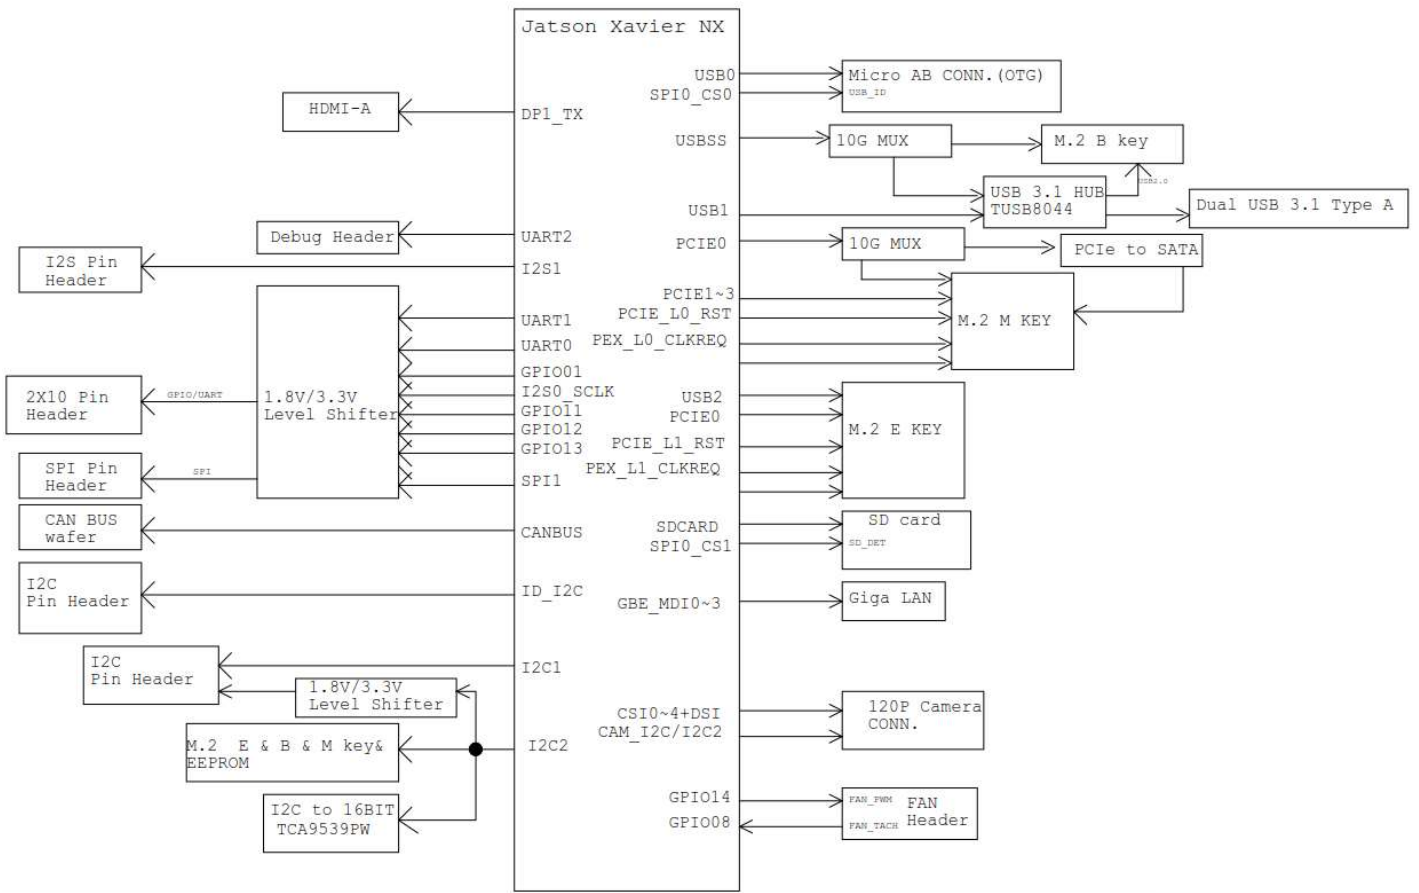 Jatson Xavier NX
HDMI-A
DP1_TX
Debug Header
UART2
I2S Pin
Header
I2S1
UART1
UART0
GPIO01
I2S0_SCLK
GPIO11
GPIO12
GPIO13
SPI1
1.8V/3.3V
Level Shifter
2X10 Pin
Header
GPIO/UART
SPI Pin
Header
SPI
CAN BUS
wafer
CANBUS
I2C
Pin Header
ID_I2C
I2C
Pin Header
I2C1
1.8V/3.3V
Level Shifter
M.2 E & B & M key&
EEPROM
I2C2
I2C to 16BIT
TCA9539PW
USB0
SPI0_CS0
Micro AB CONN.(OTG)
USB_ID
USBSS
10G MUX
M.2 B key
USB2.0
USB 3.1 HUB
TUSB8044
USB1
Dual USB 3.1 Type A
PCIE0
10G MUX
PCIe to SATA
PCIE1~3
PCIE_L0_RST
PEX_L0_CLKREQ
M.2 M KEY
USB2
PCIE0
PCIE_L1_RST
PEX_L1_CLKREQ
M.2 E KEY
SDCARD
SPI0_CS1
SD card
SD_DET
GBE_MDI0~3
Giga LAN
CSI0~4+DSI
CAM_I2C/I2C2
120P Camera
CONN.
GPIO14
GPIO08
FAN_PWM
FAN_TACH
FAN
Header